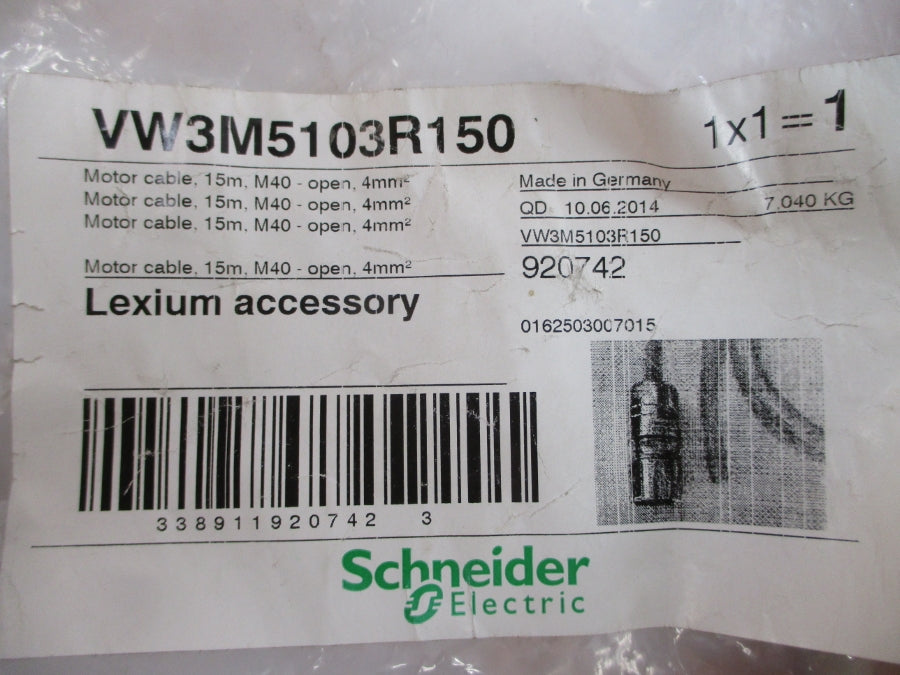 VW3M5103R150
1x1 = 1
Motor cable, 15m, M40 - open, 4mm²
Motor cable, 15m, M40 - open, 4mm²
Motor cable, 15m, M40 - open, 4mm²
Motor cable, 15m, M40 - open, 4mm²
Lexium accessory
Made in Germany
QD 10.06.2014 7.040 KG
VW3M5103R150
920742
0162503007015
338911920742 3
Schneider
Electric